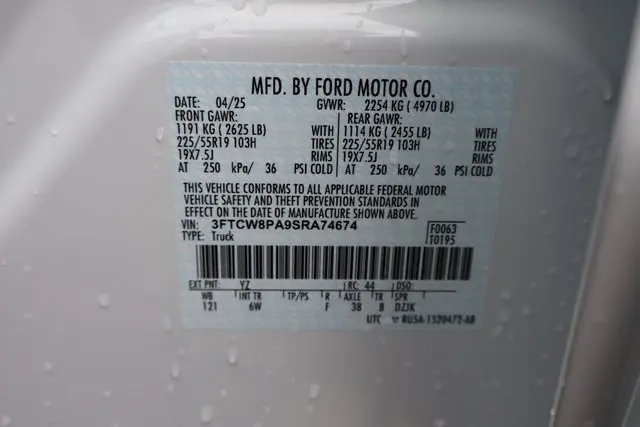 MFD. BY FORD MOTOR CO.
DATE: 04/25 GVWR: 2254 KG ( 4970 LB)
FRONT GAWR: REAR GAWR:
1191 KG ( 2625 LB) WITH 1114 KG ( 2455 LB) WITH
225/55R19 103H TIRES 225/55R19 103H TIRES
19X7.5J RIMS 19X7.5J RIMS
AT 250 kPa/ 36 PSI COLD AT 250 kPa/ 36 PSI COLD
THIS VEHICLE CONFORMS TO ALL APPLICABLE FEDERAL MOTOR
VEHICLE SAFETY AND THEFT PREVENTION STANDARDS IN
EFFECT ON THE DATE OF MANUFACTURE SHOWN ABOVE.
VIN: 3FTCW8PA9SRA74674 F0063
TYPE: Truck T0195
EXT PNT: YZ RC: 44 DSO:
WB INT TR TP/PS R AXLE TR SPR
121 6W F 38 8 DZJK
UTC